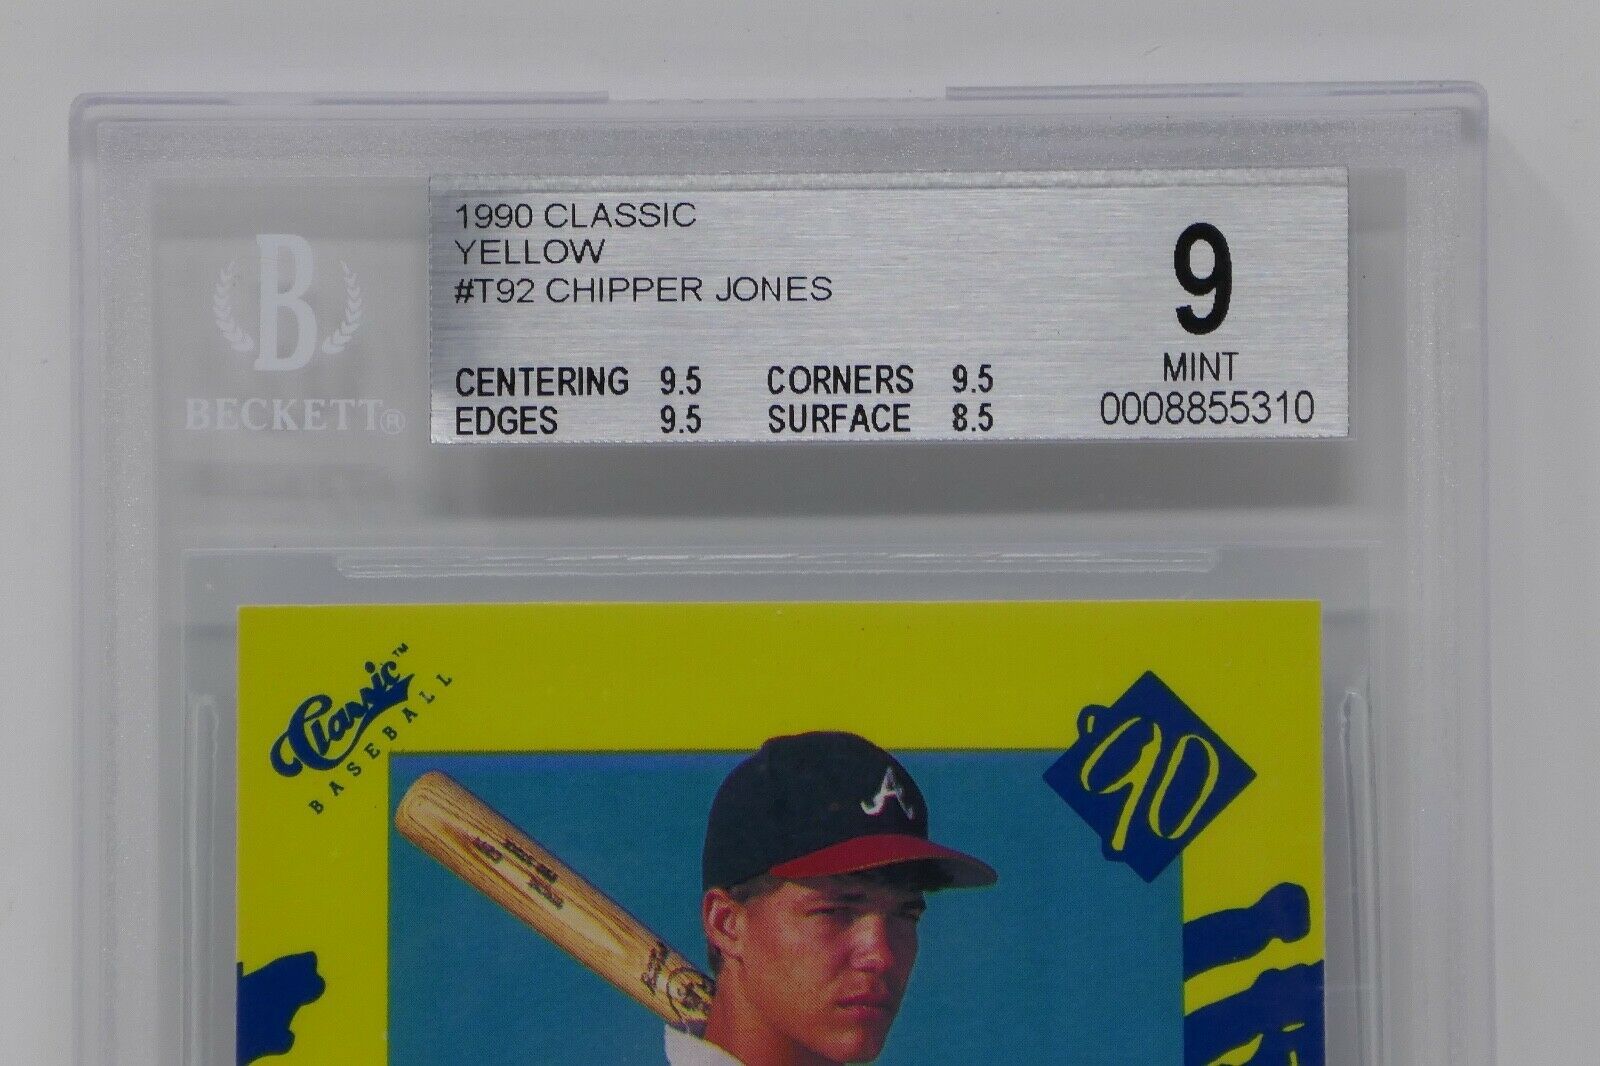 1990 CLASSIC
YELLOW
#T92 CHIPPER JONES
9
MINT
0008855310
CENTERING 9.5 CORNERS 9.5
EDGES 9.5 SURFACE 8.5
B
BECKETT®
Classic™
BASEBALL
'90
A